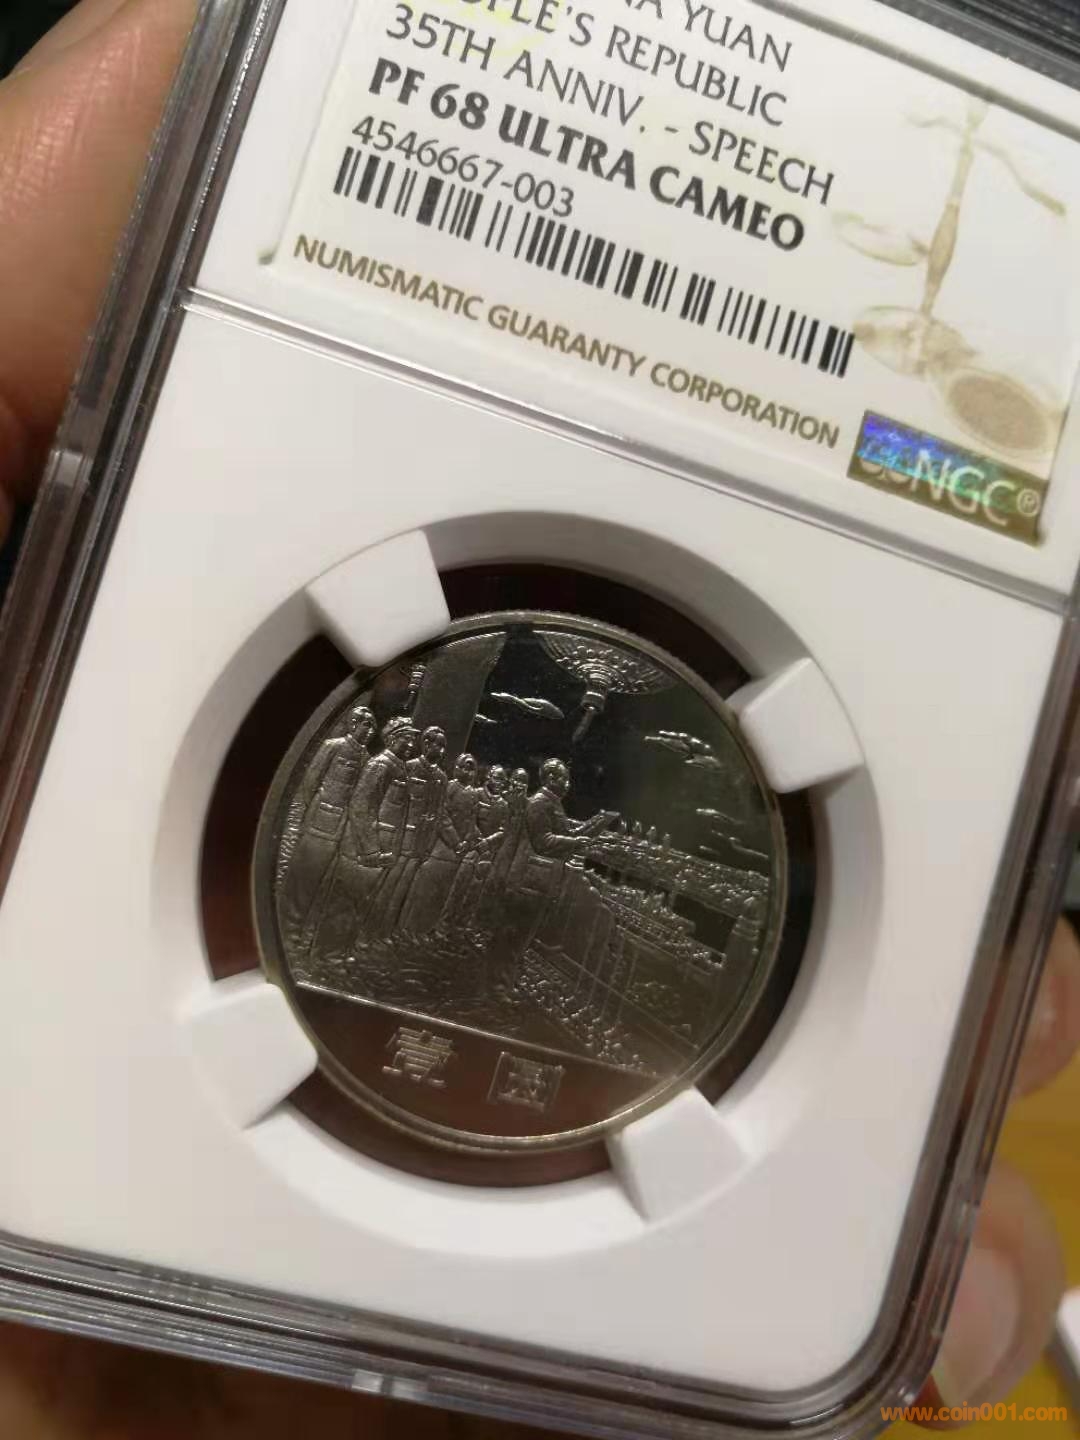 YUAN
PEOPLE'S REPUBLIC
35TH ANNIV. - SPEECH
PF 68 ULTRA CAMEO
4546667-003
NUMISMATIC GUARANTY CORPORATION
NGC®
壹圆
www.coin001.com